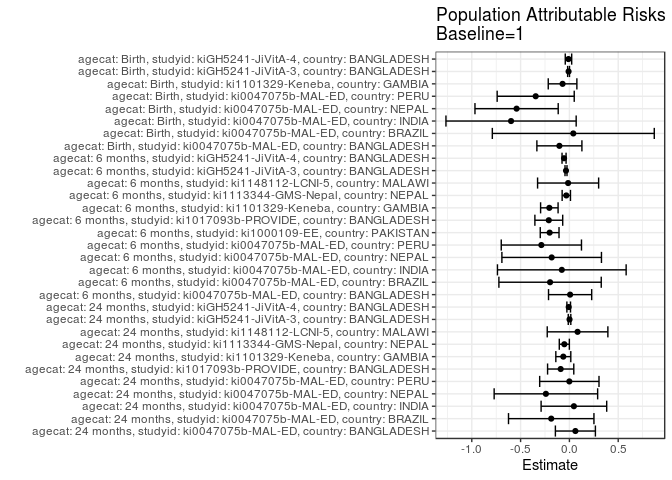 Population Attributable Risks
Baseline=1
agecat: Birth, studyid: kiGH5241-JiVitA-4, country: BANGLADESH
agecat: Birth, studyid: kiGH5241-JiVitA-3, country: BANGLADESH
agecat: Birth, studyid: ki1101329-Keneba, country: GAMBIA
agecat: Birth, studyid: ki0047075b-MAL-ED, country: PERU
agecat: Birth, studyid: ki0047075b-MAL-ED, country: NEPAL
agecat: Birth, studyid: ki0047075b-MAL-ED, country: INDIA
agecat: Birth, studyid: ki0047075b-MAL-ED, country: BRAZIL
agecat: Birth, studyid: ki0047075b-MAL-ED, country: BANGLADESH
agecat: 6 months, studyid: kiGH5241-JiVitA-4, country: BANGLADESH
agecat: 6 months, studyid: kiGH5241-JiVitA-3, country: BANGLADESH
agecat: 6 months, studyid: ki1148112-LCNI-5, country: MALAWI
agecat: 6 months, studyid: ki1113344-GMS-Nepal, country: NEPAL
agecat: 6 months, studyid: ki1101329-Keneba, country: GAMBIA
agecat: 6 months, studyid: ki1017093b-PROVIDE, country: BANGLADESH
agecat: 6 months, studyid: ki1000109-EE, country: PAKISTAN
agecat: 6 months, studyid: ki0047075b-MAL-ED, country: PERU
agecat: 6 months, studyid: ki0047075b-MAL-ED, country: NEPAL
agecat: 6 months, studyid: ki0047075b-MAL-ED, country: INDIA
agecat: 6 months, studyid: ki0047075b-MAL-ED, country: BRAZIL
agecat: 6 months, studyid: ki0047075b-MAL-ED, country: BANGLADESH
agecat: 24 months, studyid: kiGH5241-JiVitA-4, country: BANGLADESH
agecat: 24 months, studyid: kiGH5241-JiVitA-3, country: BANGLADESH
agecat: 24 months, studyid: ki1148112-LCNI-5, country: MALAWI
agecat: 24 months, studyid: ki1113344-GMS-Nepal, country: NEPAL
agecat: 24 months, studyid: ki1101329-Keneba, country: GAMBIA
agecat: 24 months, studyid: ki1017093b-PROVIDE, country: BANGLADESH
agecat: 24 months, studyid: ki0047075b-MAL-ED, country: PERU
agecat: 24 months, studyid: ki0047075b-MAL-ED, country: NEPAL
agecat: 24 months, studyid: ki0047075b-MAL-ED, country: INDIA
agecat: 24 months, studyid: ki0047075b-MAL-ED, country: BRAZIL
agecat: 24 months, studyid: ki0047075b-MAL-ED, country: BANGLADESH
-1.0 -0.5 0.0 0.5
Estimate